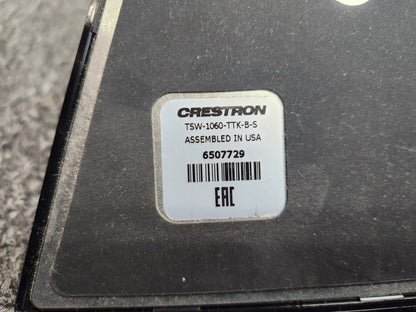 CRESTRON
TSW-1060-TTK-B-S
ASSEMBLED IN USA
6507729
EAC